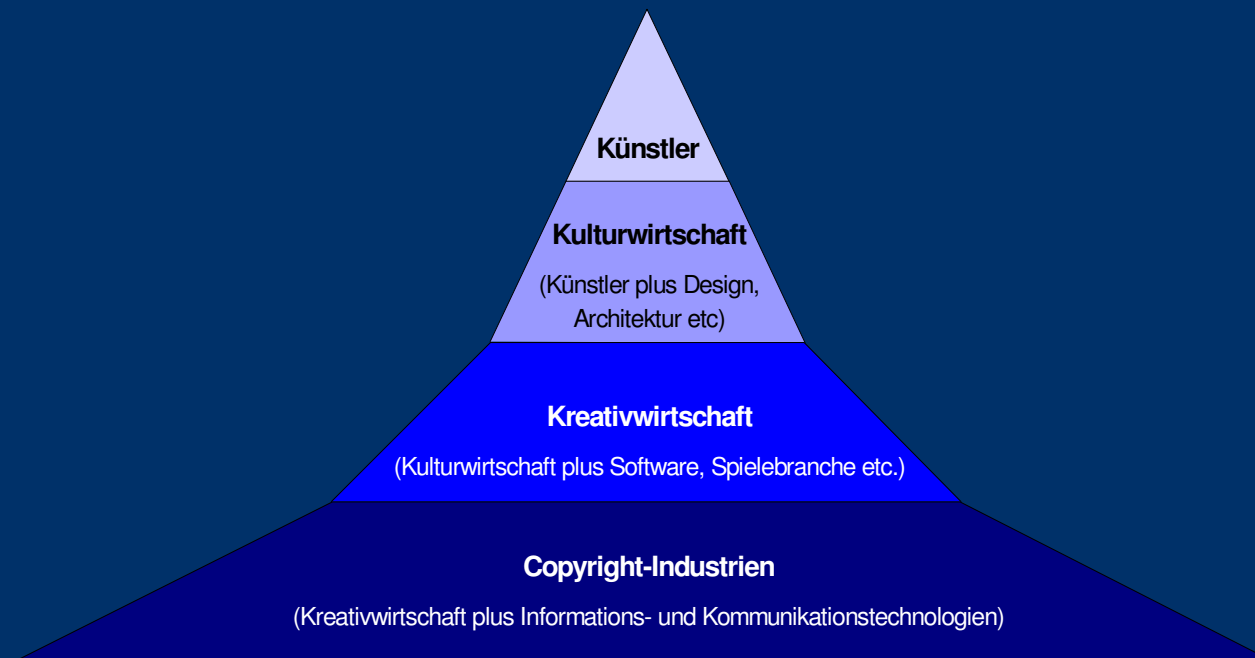 Künstler
Kulturwirtschaft
(Künstler plus Design,
Architektur etc)
Kreativwirtschaft
(Kulturwirtschaft plus Software, Spielebranche etc.)
Copyright-Industrien
(Kreativwirtschaft plus Informations- und Kommunikationstechnologien)